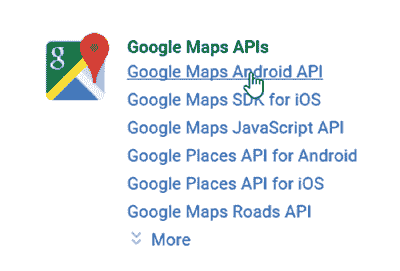 g
Google Maps APIs
Google Maps Android API
Google Maps SDK for iOS
Google Maps JavaScript API
Google Places API for Android
Google Places API for iOS
Google Maps Roads API
More